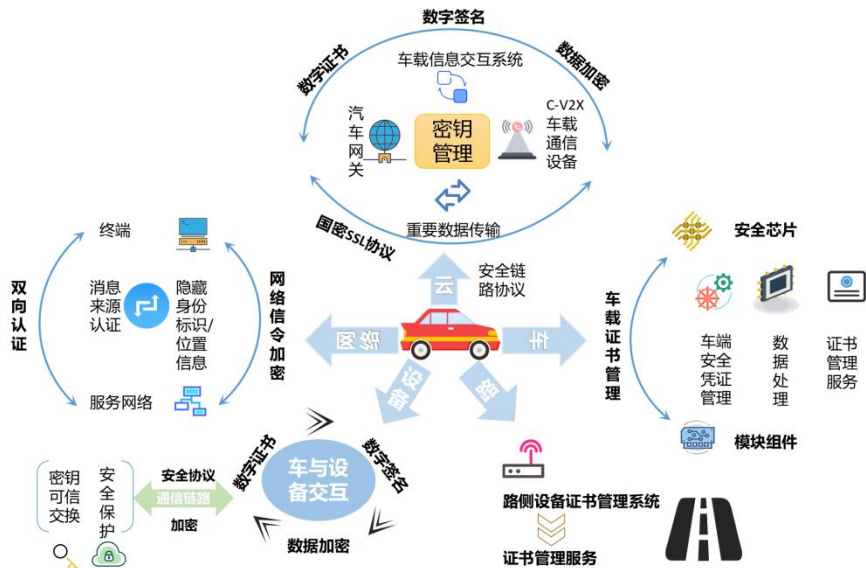 数字签名
数字证书
数据加密
车载信息交互系统
汽车网关
密钥
管理
C-V2X
车载
通信
设备
国密SSL协议
重要数据传输
云
安全链
路协议
网络
车
设备
路
双向认证
终端
消息
来源
认证
隐藏
身份
标识/
位置
信息
服务网络
网络信令加密
车载证书管理
安全芯片
车端
安全
凭证
管理
数据处理
证书
管理
服务
模块组件
密钥
可信
交换
安全保护
安全协议
通信链路
加密
数字证书
车与设
备交互
数字签名
数据加密
路侧设备证书管理系统
证书管理服务